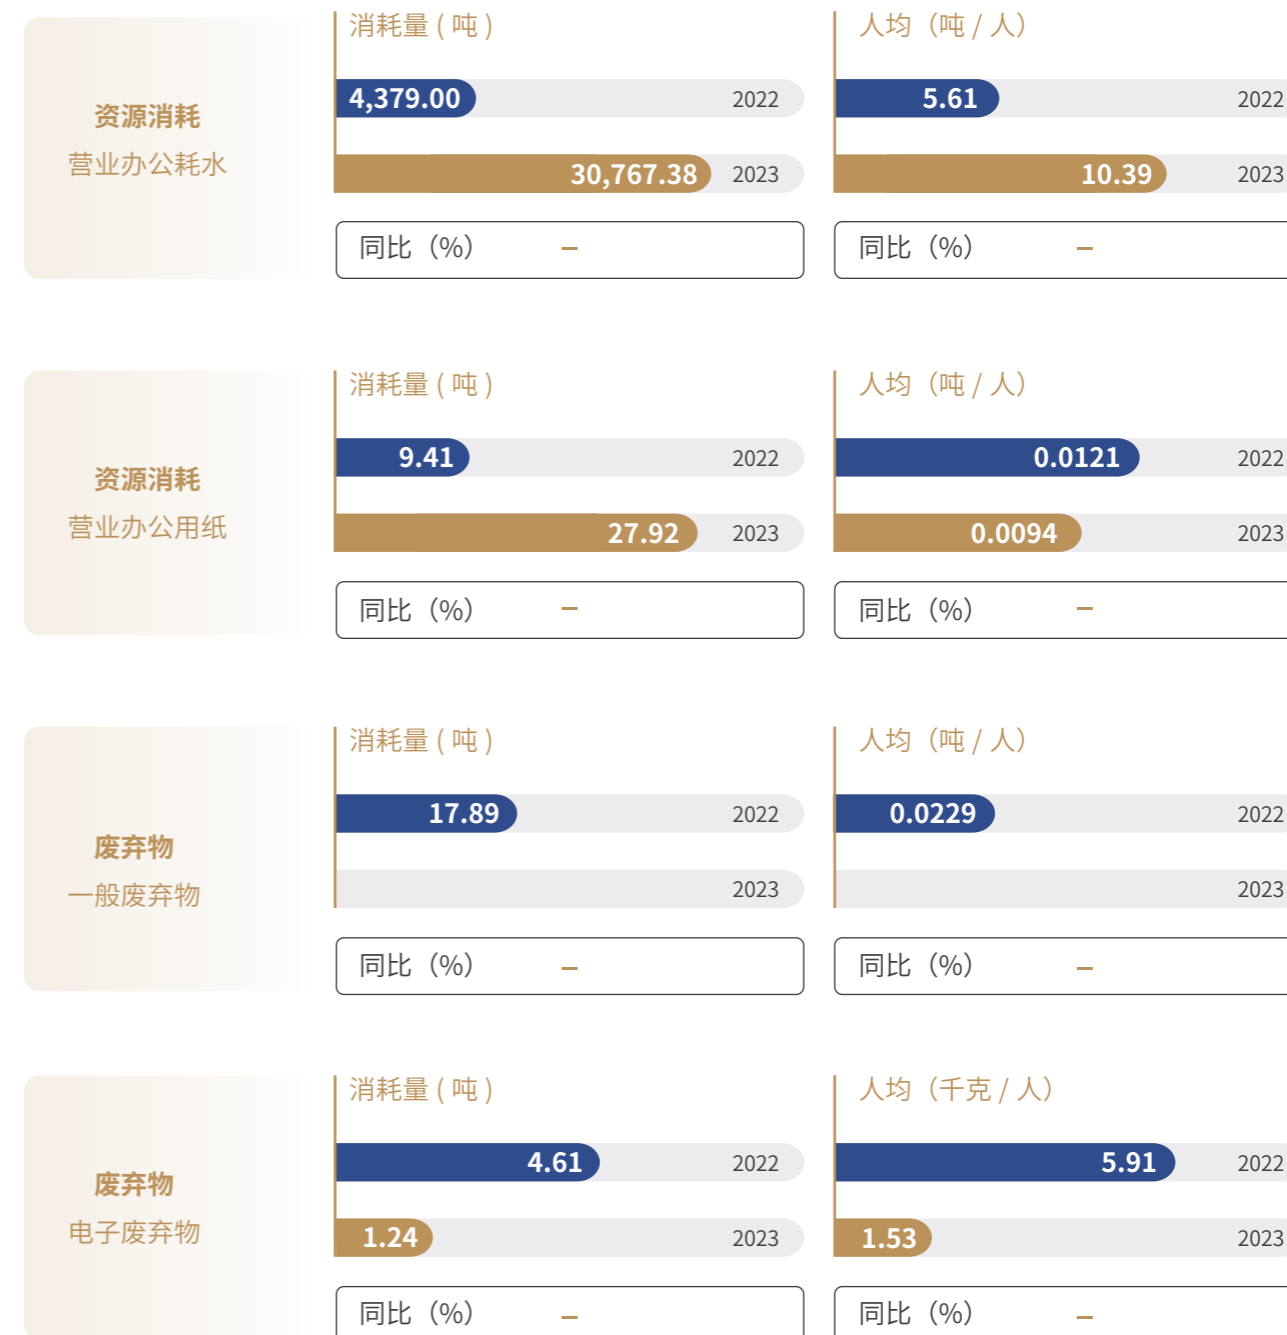 资源消耗
营业办公耗水
消耗量 ( 吨 )
4,379.00 2022
30,767.38 2023
同比（%） –
人均（吨 / 人）
5.61 2022
10.39 2023
同比（%） –
资源消耗
营业办公用纸
消耗量 ( 吨 )
9.41 2022
27.92 2023
同比（%） –
人均（吨 / 人）
0.0121 2022
0.0094 2023
同比（%） –
废弃物
一般废弃物
消耗量 ( 吨 )
17.89 2022
2023
同比（%） –
人均（吨 / 人）
0.0229 2022
2023
同比（%） –
废弃物
电子废弃物
消耗量 ( 吨 )
4.61 2022
1.24 2023
同比（%） –
人均（千克 / 人）
5.91 2022
1.53 2023
同比（%） –